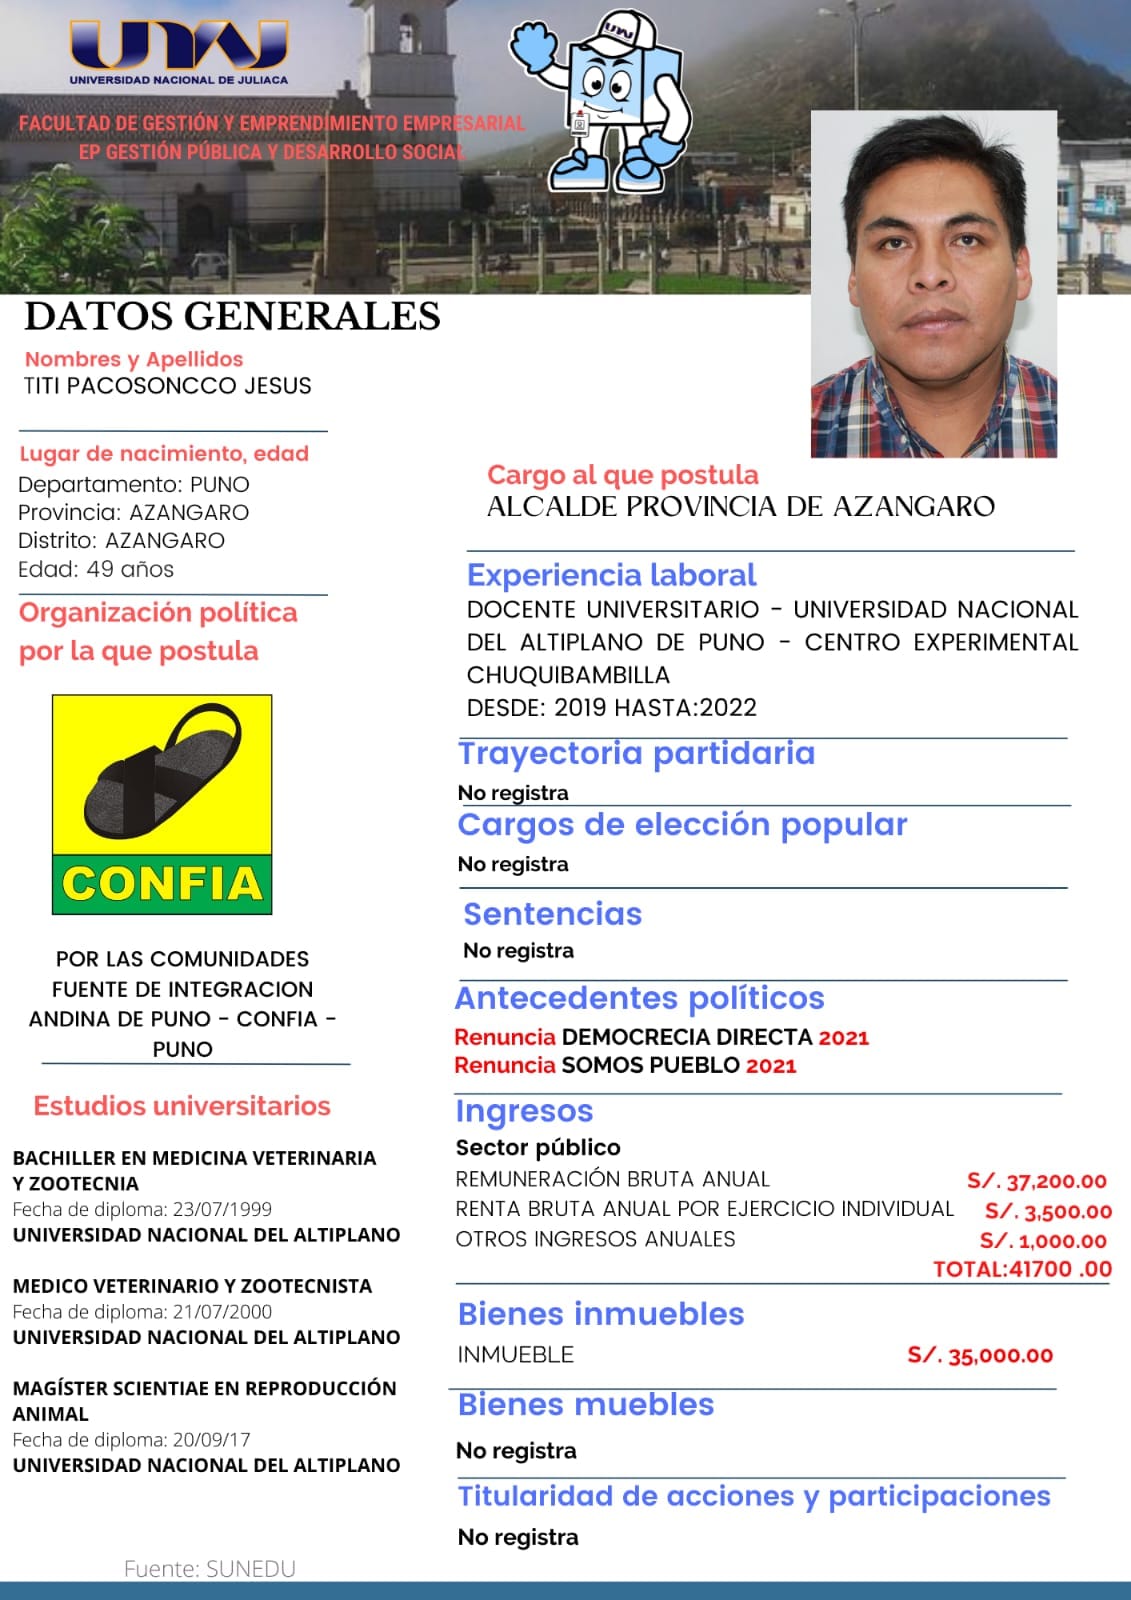 UNAJ
UNIVERSIDAD NACIONAL DE JULIACA
FACULTAD DE GESTIÓN Y EMPRENDIMIENTO EMPRESARIAL
EP GESTIÓN PÚBLICA Y DESARROLLO SOCIAL
UNAJ
DATOS GENERALES
Nombres y Apellidos
TITI PACOSONCCO JESUS
Lugar de nacimiento, edad
Departamento: PUNO
Provincia: AZANGARO
Distrito: AZANGARO
Edad: 49 años
Organización política
por la que postula
CONFIA
POR LAS COMUNIDADES
FUENTE DE INTEGRACION
ANDINA DE PUNO - CONFIA -
PUNO
Estudios universitarios
BACHILLER EN MEDICINA VETERINARIA
Y ZOOTECNIA
Fecha de diploma: 23/07/1999
UNIVERSIDAD NACIONAL DEL ALTIPLANO
MEDICO VETERINARIO Y ZOOTECNISTA
Fecha de diploma: 21/07/2000
UNIVERSIDAD NACIONAL DEL ALTIPLANO
MAGÍSTER SCIENTIAE EN REPRODUCCIÓN
ANIMAL
Fecha de diploma: 20/09/17
UNIVERSIDAD NACIONAL DEL ALTIPLANO
Fuente: SUNEDU
Cargo al que postula
ALCALDE PROVINCIA DE AZANGARO
Experiencia laboral
DOCENTE UNIVERSITARIO - UNIVERSIDAD NACIONAL
DEL ALTIPLANO DE PUNO - CENTRO EXPERIMENTAL
CHUQUIBAMBILLA
DESDE: 2019 HASTA:2022
Trayectoria partidaria
No registra
Cargos de elección popular
No registra
Sentencias
No registra
Antecedentes políticos
Renuncia DEMOCRECIA DIRECTA 2021
Renuncia SOMOS PUEBLO 2021
Ingresos
Sector público
REMUNERACIÓN BRUTA ANUAL S/. 37,200.00
RENTA BRUTA ANUAL POR EJERCICIO INDIVIDUAL S/. 3,500.00
OTROS INGRESOS ANUALES S/. 1,000.00
TOTAL:41700 .00
Bienes inmuebles
INMUEBLE S/. 35,000.00
Bienes muebles
No registra
Titularidad de acciones y participaciones
No registra